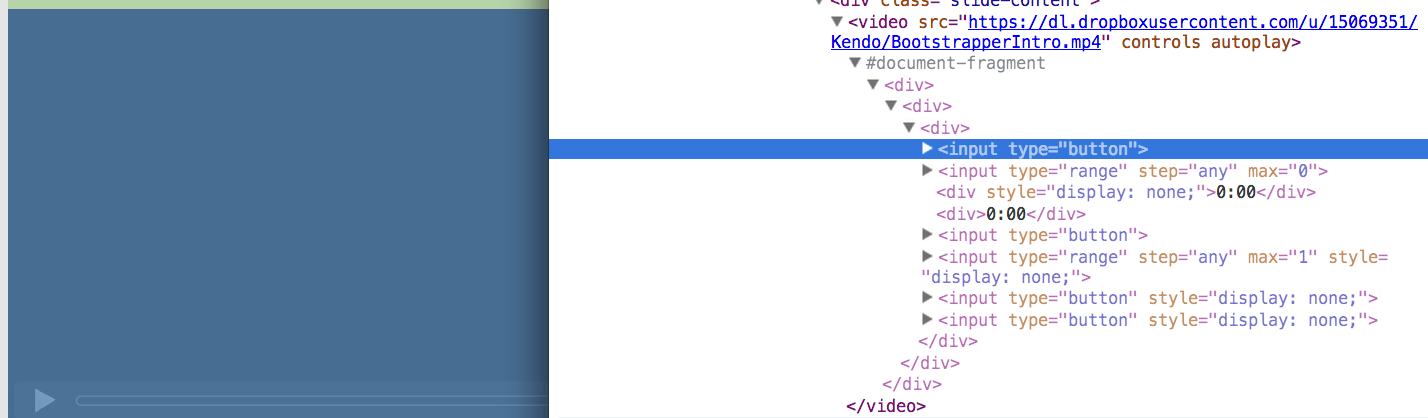 <div class="slide-content">
<video src="https://dl.dropboxusercontent.com/u/15069351/
Kendo/BootstrapperIntro.mp4" controls autoplay>
#document-fragment
<div>
<div>
<div>
<input type="button">
<input type="range" step="any" max="0">
<div style="display: none;">0:00</div>
<div>0:00</div>
<input type="button">
<input type="range" step="any" max="1" style=
"display: none;">
<input type="button" style="display: none;">
<input type="button" style="display: none;">
</div>
</div>
</div>
</video>